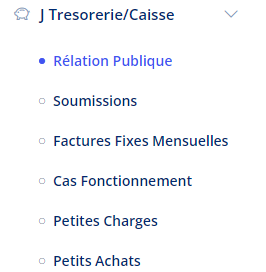 J Tresorerie/Caisse
Rélation Publique
Soumissions
Factures Fixes Mensuelles
Cas Fonctionnement
Petites Charges
Petits Achats